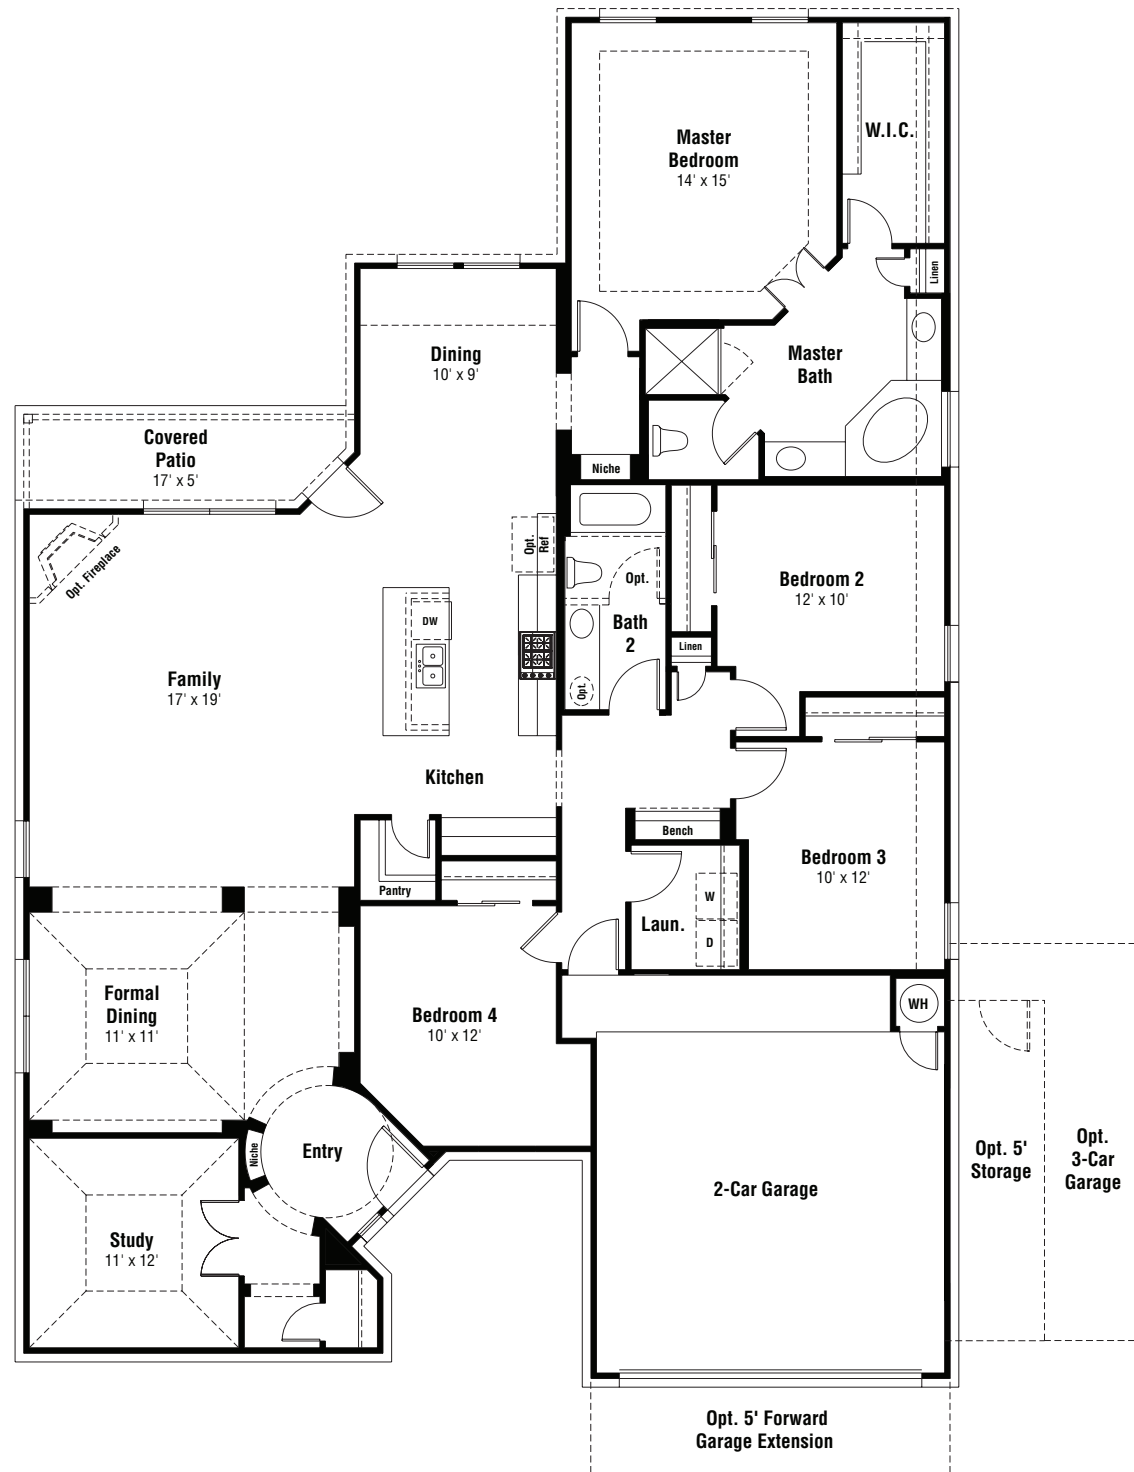 Master
Bedroom
14' x 15'
W.I.C.
Linen
Dining
10' x 9'
Master
Bath
Covered
Patio
17' x 5'
Niche
Opt. Fireplace
Opt.
Ref
Opt.
Bedroom 2
12' x 10'
DW
Bath
2
Linen
Family
17' x 19'
Opt.
Kitchen
Bench
Bedroom 3
10' x 12'
Pantry
W
Laun.
D
Formal
Dining
11' x 11'
Bedroom 4
10' x 12'
WH
Niche
Entry
Opt. 5'
Storage
Opt.
3-Car
Garage
2-Car Garage
Study
11' x 12'
Opt. 5' Forward
Garage Extension